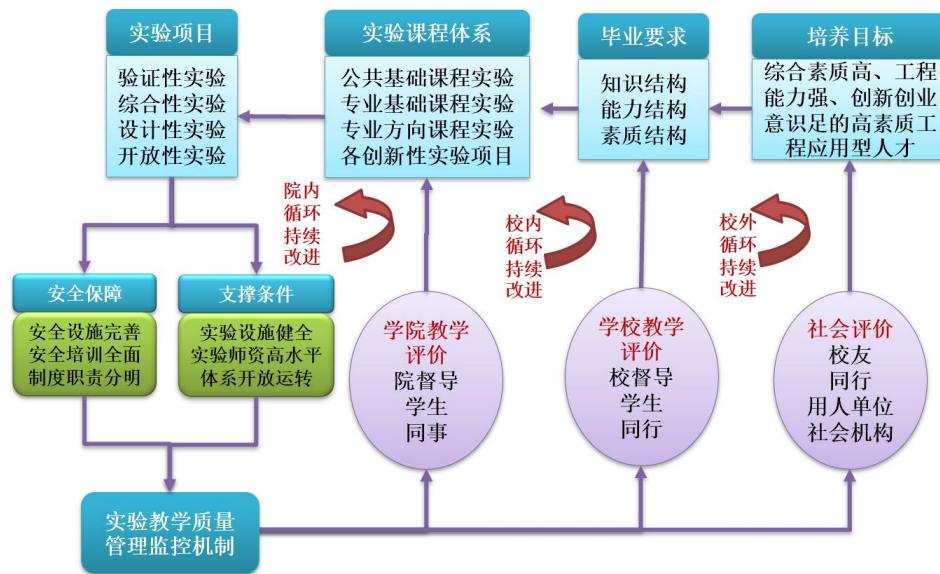 实验项目
验证性实验
综合性实验
设计性实验
开放性实验
实验课程体系
公共基础课程实验
专业基础课程实验
专业方向课程实验
各创新性实验项目
毕业要求
知识结构
能力结构
素质结构
培养目标
综合素质高、工程
能力强、创新创业
意识足的高素质工
程应用型人才
院内
循环
持续
改进
校内
循环
持续
改进
校外
循环
持续
改进
安全保障
安全设施完善
安全培训全面
制度职责分明
支撑条件
实验设施健全
实验师资高水平
体系开放运转
学院教学
评价
院督导
学生
同事
学校教学
评价
校督导
学生
同行
社会评价
校友
同行
用人单位
社会机构
实验教学质量
管理监控机制